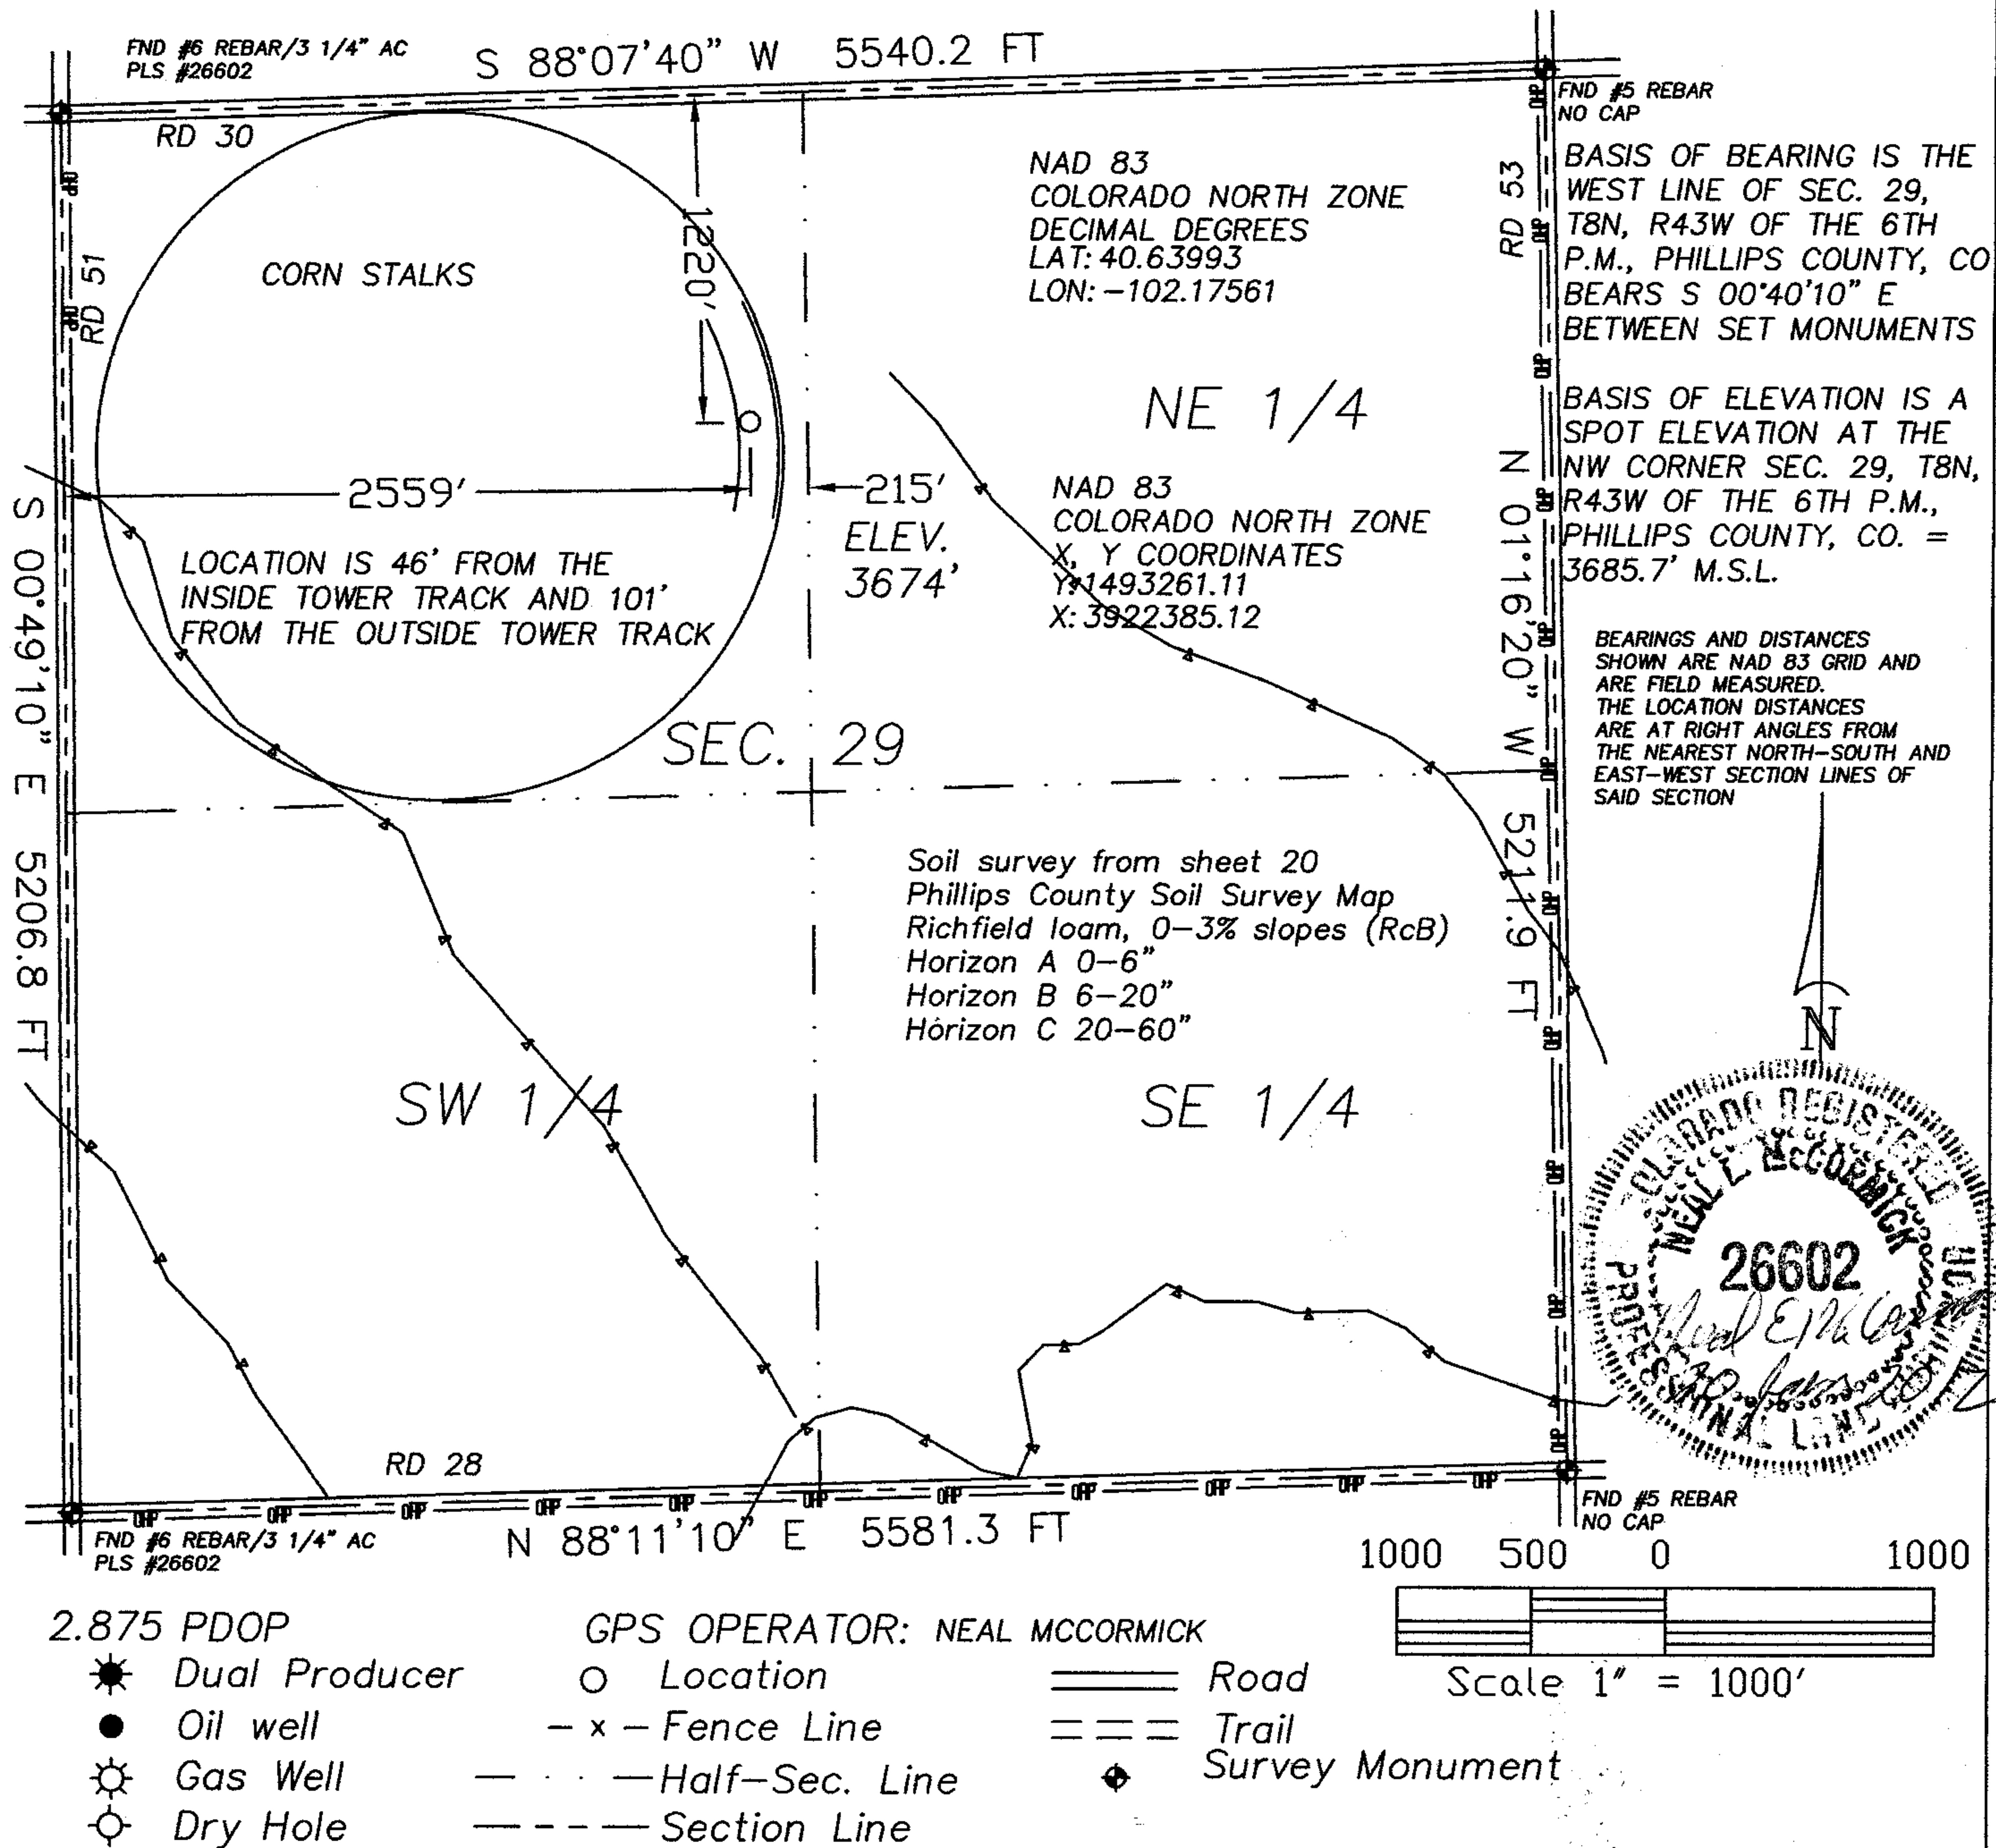 FND #6 REBAR/3 1/4" AC
PLS #26602
S 88°07'40" W 5540.2 FT
FND #5 REBAR
NO CAP
RD 30
RD 51
CORN STALKS
1220'
NAD 83
COLORADO NORTH ZONE
DECIMAL DEGREES
LAT: 40.63993
LON: -102.17561
RD 53
BASIS OF BEARING IS THE
WEST LINE OF SEC. 29,
T8N, R43W OF THE 6TH
P.M., PHILLIPS COUNTY, CO
BEARS S 00°40'10" E
BETWEEN SET MONUMENTS
NE 1/4
BASIS OF ELEVATION IS A
SPOT ELEVATION AT THE
NW CORNER SEC. 29, T8N,
R43W OF THE 6TH P.M.,
PHILLIPS COUNTY, CO. =
3685.7' M.S.L.
2559'
215'
ELEV.
3674'
NAD 83
COLORADO NORTH ZONE
X, Y COORDINATES
Y: 1493261.11
X: 3922385.12
LOCATION IS 46' FROM THE
INSIDE TOWER TRACK AND 101'
FROM THE OUTSIDE TOWER TRACK
S 00°49'10" E 5206.8 FT
N 01°16'20" W 5211.9 FT
BEARINGS AND DISTANCES
SHOWN ARE NAD 83 GRID AND
ARE FIELD MEASURED.
THE LOCATION DISTANCES
ARE AT RIGHT ANGLES FROM
THE NEAREST NORTH-SOUTH AND
EAST-WEST SECTION LINES OF
SAID SECTION
SEC. 29
Soil survey from sheet 20
Phillips County Soil Survey Map
Richfield loam, 0-3% slopes (RcB)
Horizon A 0-6"
Horizon B 6-20"
Horizon C 20-60"
N
SW 1/4
SE 1/4
COLORADO REGISTERED
NEAL E. McCORMICK
26602
PROFESSIONAL LAND
RD 28
OHP OHP OHP OHP OHP OHP OHP OHP OHP OHP OHP
FND #6 REBAR/3 1/4" AC
PLS #26602
N 88°11'10" E 5581.3 FT
FND #5 REBAR
NO CAP
1000 500 0 1000
Scale 1" = 1000'
2.875 PDOP
GPS OPERATOR: NEAL MCCORMICK
Dual Producer
Location
Road
Oil well
- x - Fence Line
Trail
Gas Well
Half-Sec. Line
Survey Monument
Dry Hole
Section Line